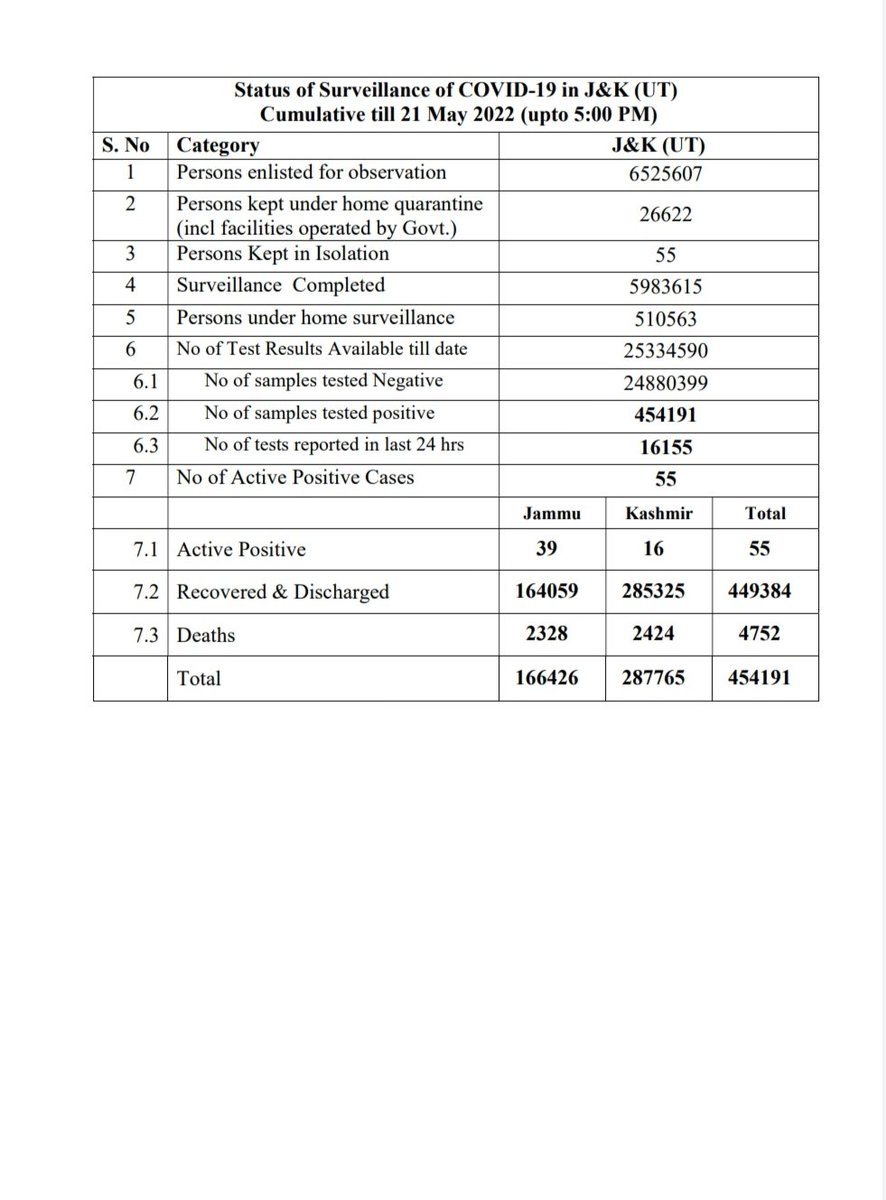 Status of Surveillance of COVID-19 in J&K (UT)
Cumulative till 21 May 2022 (upto 5:00 PM)
S. No Category J&K (UT)
1 Persons enlisted for observation 6525607
2 Persons kept under home quarantine
(incl facilities operated by Govt.) 26622
3 Persons Kept in Isolation 55
4 Surveillance Completed 5983615
5 Persons under home surveillance 510563
6 No of Test Results Available till date 25334590
6.1 No of samples tested Negative 24880399
6.2 No of samples tested positive 454191
6.3 No of tests reported in last 24 hrs 16155
7 No of Active Positive Cases 55
Jammu Kashmir Total
7.1 Active Positive 39 16 55
7.2 Recovered & Discharged 164059 285325 449384
7.3 Deaths 2328 2424 4752
Total 166426 287765 454191